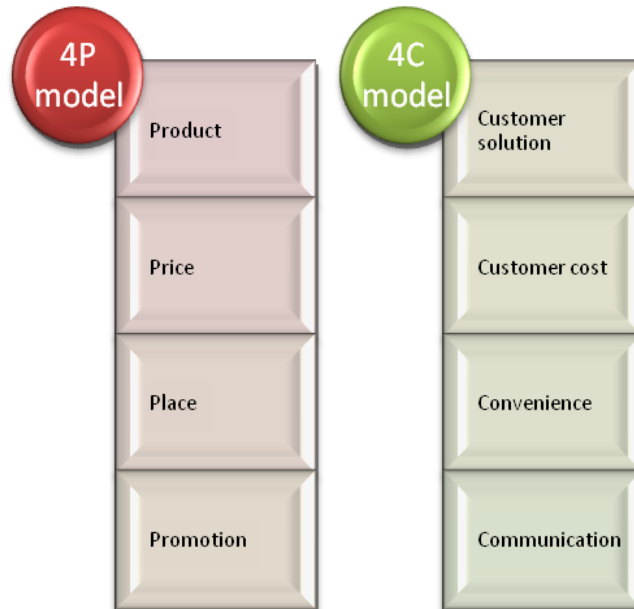 4P
model
Product
Price
Place
Promotion
4C
model
Customer
solution
Customer cost
Convenience
Communication